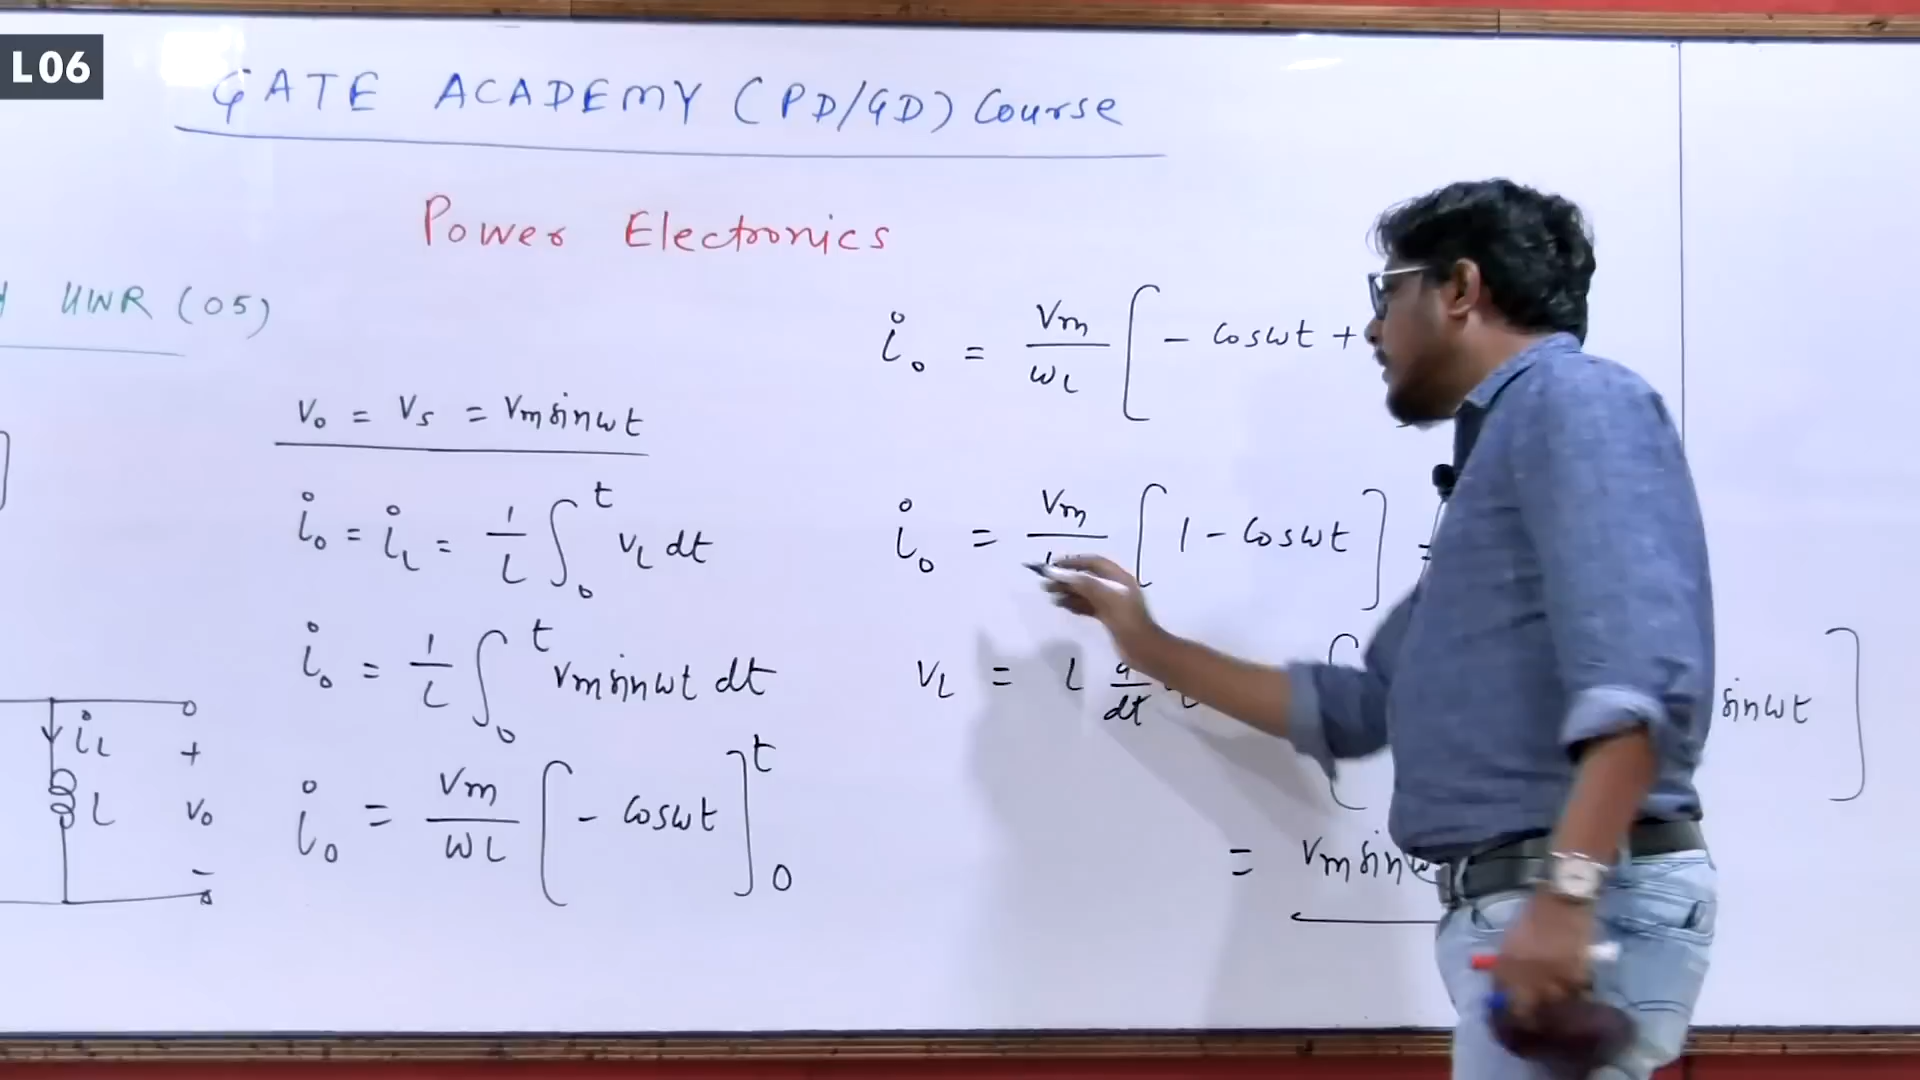 L06
GATE ACADEMY (PD/GD) Course
Power Electronics
UWR (05)
V₀ = Vs = Vm sinωt
i₀ = iL = 1/L ∫₀ᵗ VL dt
i₀ = 1/L ∫₀ᵗ Vm sinωt dt
i₀ = Vm/ωL [- Cosωt]₀ᵗ
iL
L
+
V₀
-
i₀ = Vm/ωL [- Cosωt +
i₀ = Vm [1 - Cosωt] =
VL = L d/dt
sinωt ]
= Vm sinω